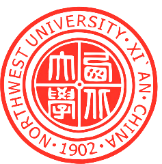 NORTHWEST UNIVERSITY · XI`AN · CHINA
· 1902 ·
西北
大學